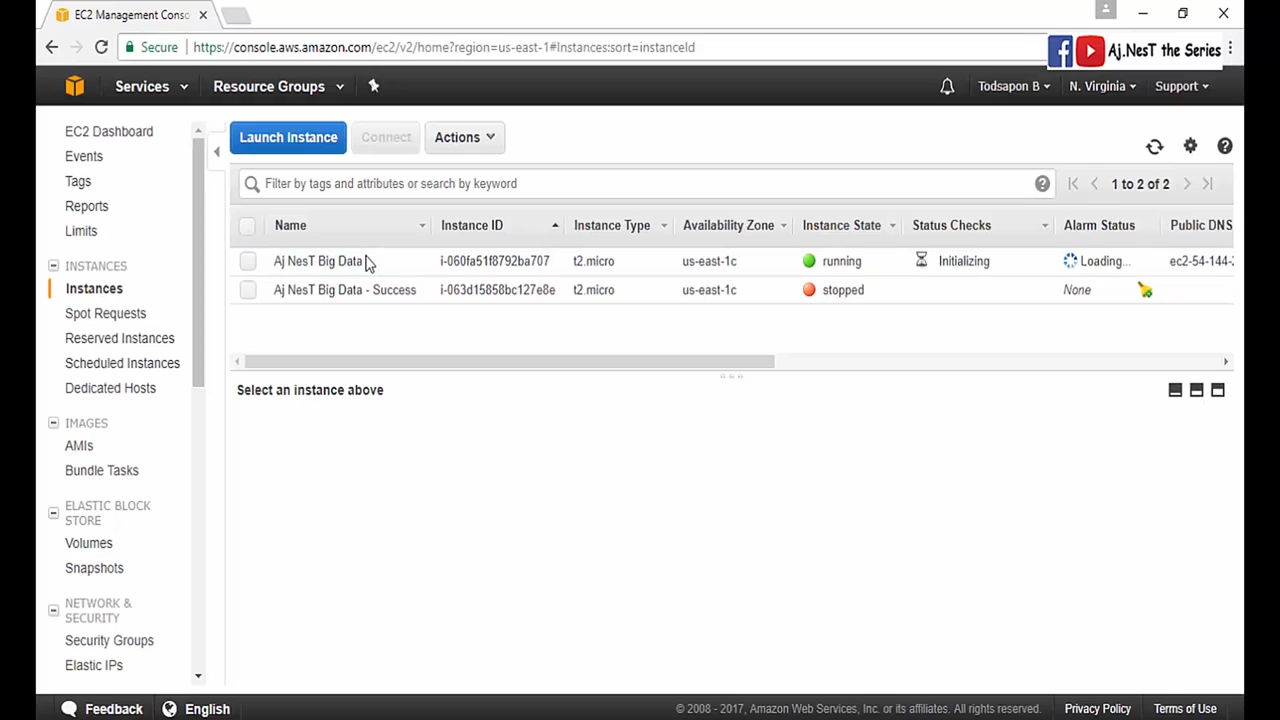 EC2 Management Conso
Secure https://console.aws.amazon.com/ec2/v2/home?region=us-east-1#Instances:sort=instanceId
Aj.NesT the Series
Services Resource Groups Todsapon B N. Virginia Support
EC2 Dashboard
Events
Tags
Reports
Limits
INSTANCES
Instances
Spot Requests
Reserved Instances
Scheduled Instances
Dedicated Hosts
IMAGES
AMIs
Bundle Tasks
ELASTIC BLOCK
STORE
Volumes
Snapshots
NETWORK &
SECURITY
Security Groups
Elastic IPs
Launch Instance Connect Actions
Filter by tags and attributes or search by keyword 1 to 2 of 2
Name Instance ID Instance Type Availability Zone Instance State Status Checks Alarm Status Public DNS
Aj NesT Big Data i-060fa51f8792ba707 t2.micro us-east-1c running Initializing Loading... ec2-54-144-2
Aj NesT Big Data - Success i-063d15858bc127e8e t2.micro us-east-1c stopped None
Select an instance above
Feedback English © 2008 - 2017, Amazon Web Services, Inc. or its affiliates. All rights reserved. Privacy Policy Terms of Use